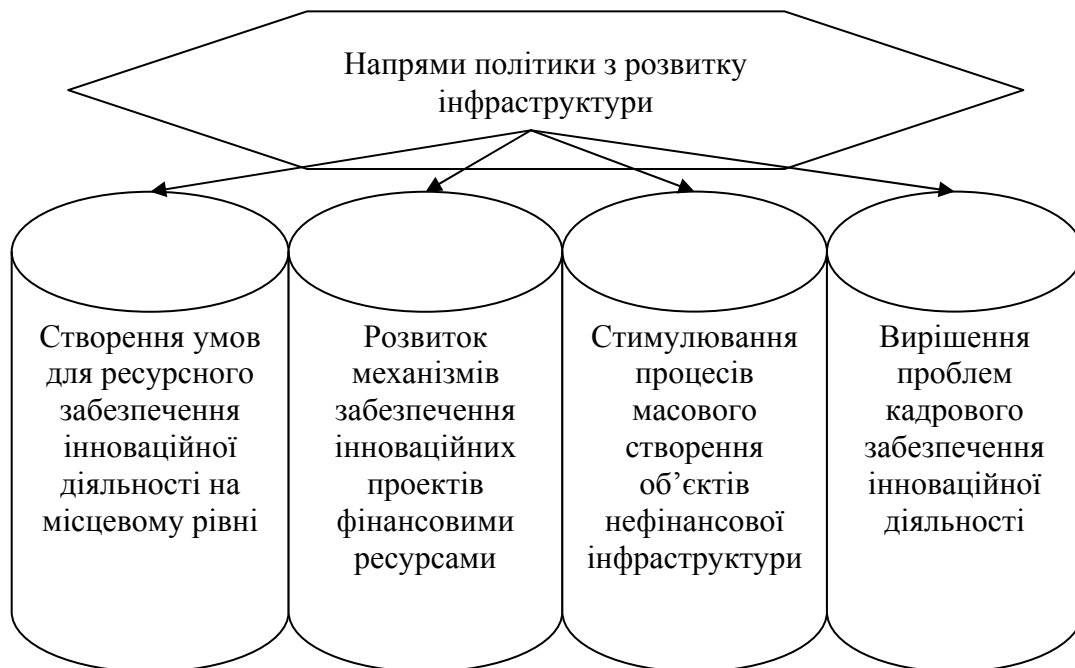 Напрями політики з розвитку
інфраструктури
Створення умов
для ресурсного
забезпечення
інноваційної
діяльності на
місцевому рівні
Розвиток
механізмів
забезпечення
інноваційних
проектів
фінансовими
ресурсами
Стимулювання
процесів
масового
створення
об’єктів
нефінансової
інфраструктури
Вирішення
проблем
кадрового
забезпечення
інноваційної
діяльності